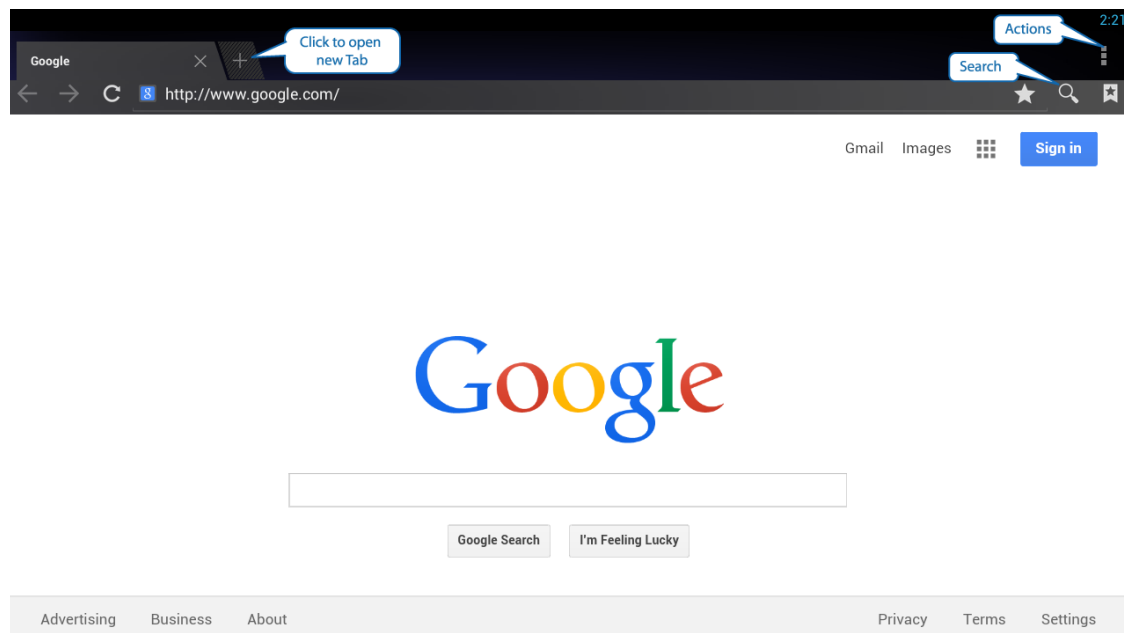 2:21
Actions
Click to open
new Tab
Google
Search
http://www.google.com/
Gmail Images Sign in
Google
Google Search I'm Feeling Lucky
Advertising Business About Privacy Terms Settings